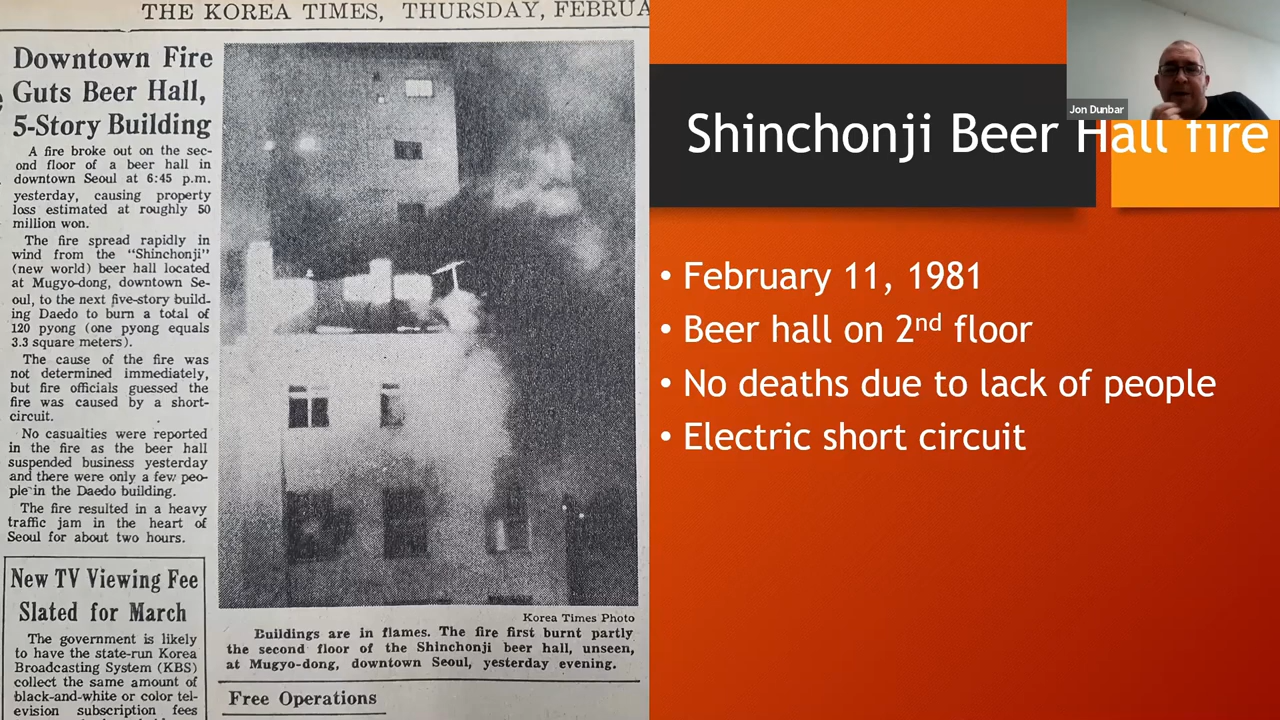 THE KOREA TIMES, THURSDAY, FEBRUA
Downtown Fire
Guts Beer Hall,
5-Story Building
A fire broke out on the sec-
ond floor of a beer hall in
downtown Seoul at 6:45 p.m.
yesterday, causing property
loss estimated at roughly 50
million won.
The fire spread rapidly in
wind from the "Shinchonji"
(new world) beer hall located
at Mugyo-dong, downtown Se-
oul, to the next five-story build-
ing Daedo to burn a total of
120 pyong (one pyong equals
3.3 square meters).
The cause of the fire was
not determined immediately,
but fire officials guessed the
fire was caused by a short-
circuit.
No casualties were reported
in the fire as the beer hall
suspended business yesterday
and there were only a few peo-
ple in the Daedo building.
The fire resulted in a heavy
traffic jam in the heart of
Seoul for about two hours.
New TV Viewing Fee
Slated for March
The government is likely
to have the state-run Korea
Broadcasting System (KBS)
collect the same amount of
black-and-white or color tel-
evision subscription fees
Korea Times Photo
Buildings are in flames. The fire first burnt partly
the second floor of the Shinchonji beer hall, unseen,
at Mugyo-dong, downtown Seoul, yesterday evening.
Free Operations
Jon Dunbar
Shinchonji Beer Hall fire
• February 11, 1981
• Beer hall on 2nd floor
• No deaths due to lack of people
• Electric short circuit